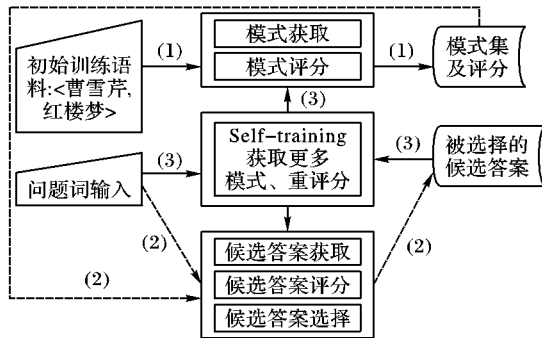 初始训练语
料:<曹雪芹,
红楼梦>
(1)
模式获取
模式评分
(1)
模式集
及评分
(3)
问题词输入
(3)
Self-training
获取更多
模式、重评分
(3)
被选择的
候选答案
(2)
(2)
(2)
候选答案获取
候选答案评分
候选答案选择